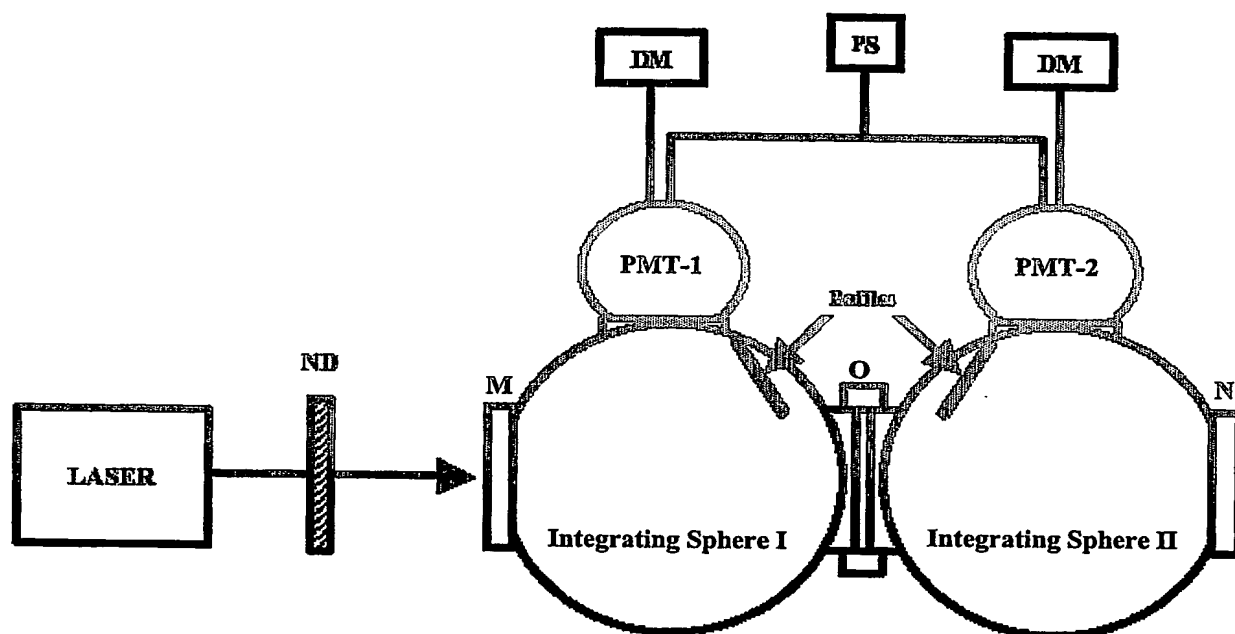 DM
PS
DM
PMT-1
PMT-2
Baffles
ND
M
O
N
LASER
Integrating Sphere I
Integrating Sphere II